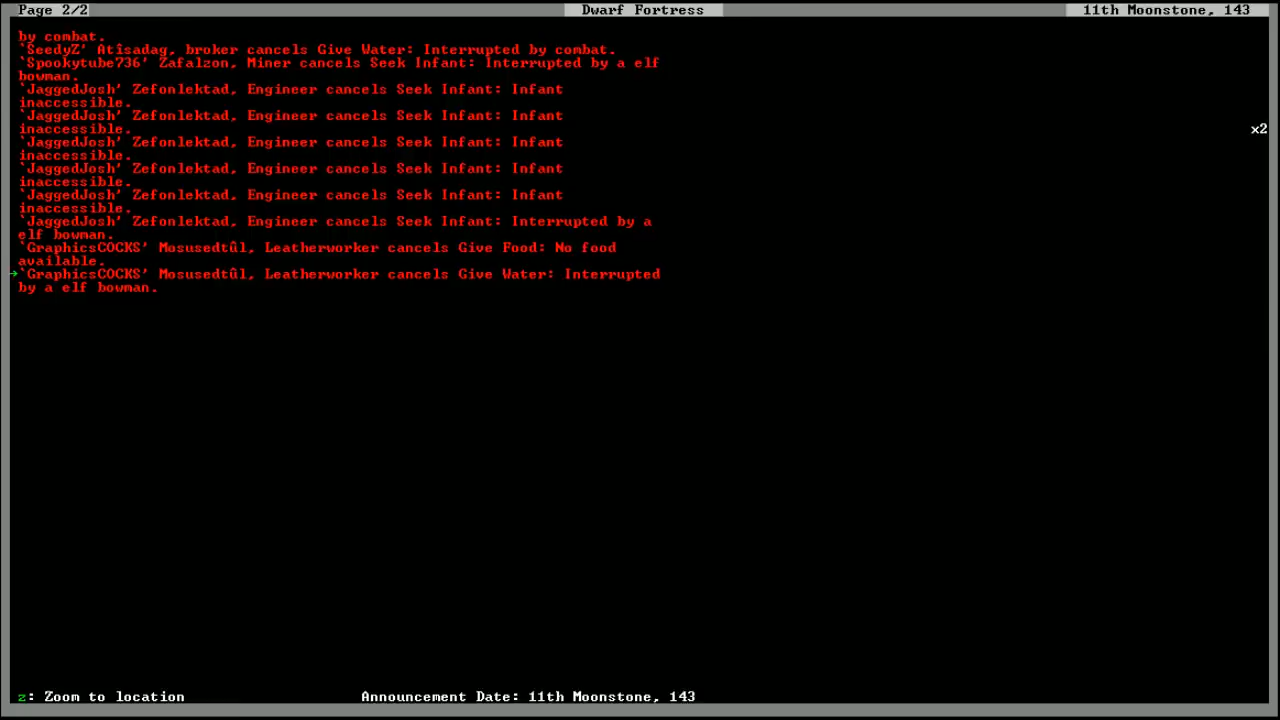 Page 2/2 Dwarf Fortress 11th Moonstone, 143
by combat.
`SeedyZ' Atîsadag, broker cancels Give Water: Interrupted by combat.
`Spookytube736' Zafalzon, Miner cancels Seek Infant: Interrupted by a elf
bowman.
`JaggedJosh' Zefonlektad, Engineer cancels Seek Infant: Infant
inaccessible.
`JaggedJosh' Zefonlektad, Engineer cancels Seek Infant: Infant
inaccessible. x2
`JaggedJosh' Zefonlektad, Engineer cancels Seek Infant: Infant
inaccessible.
`JaggedJosh' Zefonlektad, Engineer cancels Seek Infant: Infant
inaccessible.
`JaggedJosh' Zefonlektad, Engineer cancels Seek Infant: Infant
inaccessible.
`JaggedJosh' Zefonlektad, Engineer cancels Seek Infant: Interrupted by a
elf bowman.
`GraphicsCOCKS' Mosusedtûl, Leatherworker cancels Give Food: No food
available.
→`GraphicsCOCKS' Mosusedtûl, Leatherworker cancels Give Water: Interrupted
by a elf bowman.
z: Zoom to location Announcement Date: 11th Moonstone, 143